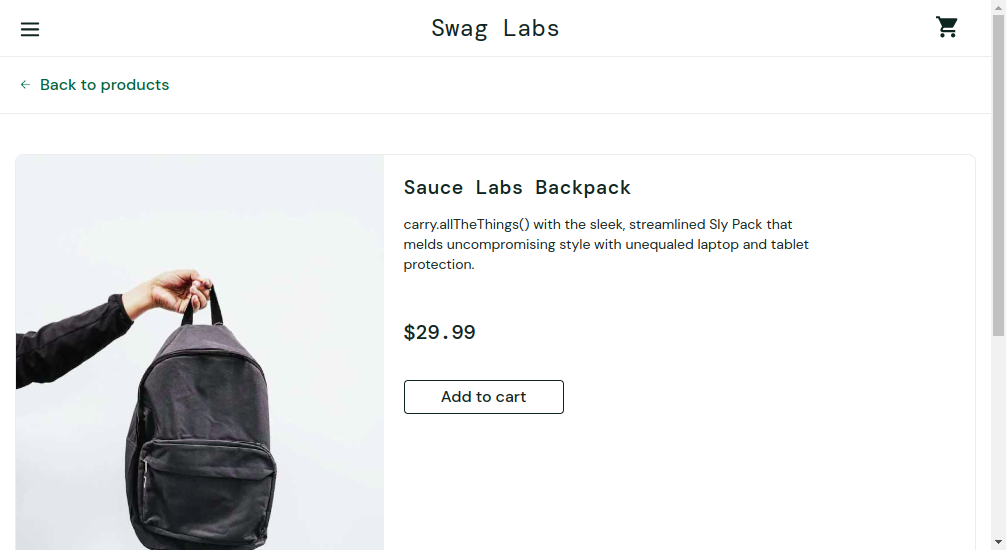 Swag Labs
Back to products
Sauce Labs Backpack
carry.allTheThings() with the sleek, streamlined Sly Pack that
melds uncompromising style with unequaled laptop and tablet
protection.
$29.99
Add to cart